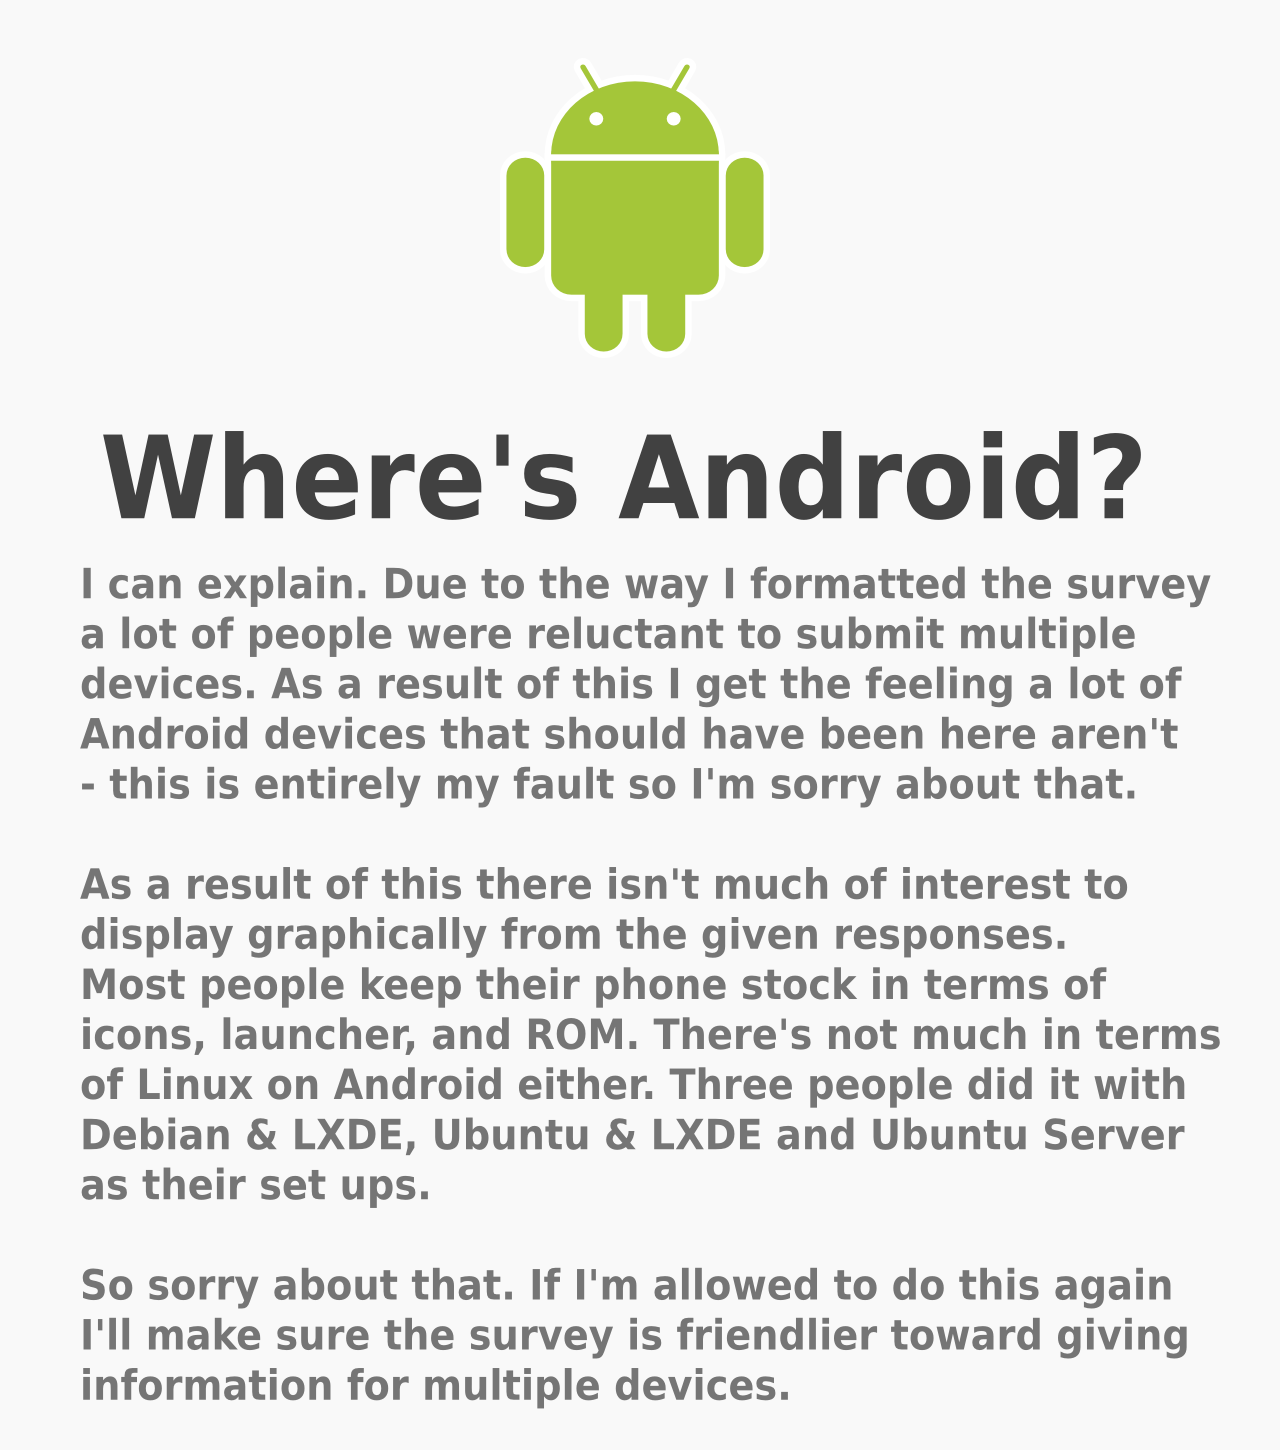 Where's Android?
I can explain. Due to the way I formatted the survey
a lot of people were reluctant to submit multiple
devices. As a result of this I get the feeling a lot of
Android devices that should have been here aren't
- this is entirely my fault so I'm sorry about that.
As a result of this there isn't much of interest to
display graphically from the given responses.
Most people keep their phone stock in terms of
icons, launcher, and ROM. There's not much in terms
of Linux on Android either. Three people did it with
Debian & LXDE, Ubuntu & LXDE and Ubuntu Server
as their set ups.
So sorry about that. If I'm allowed to do this again
I'll make sure the survey is friendlier toward giving
information for multiple devices.